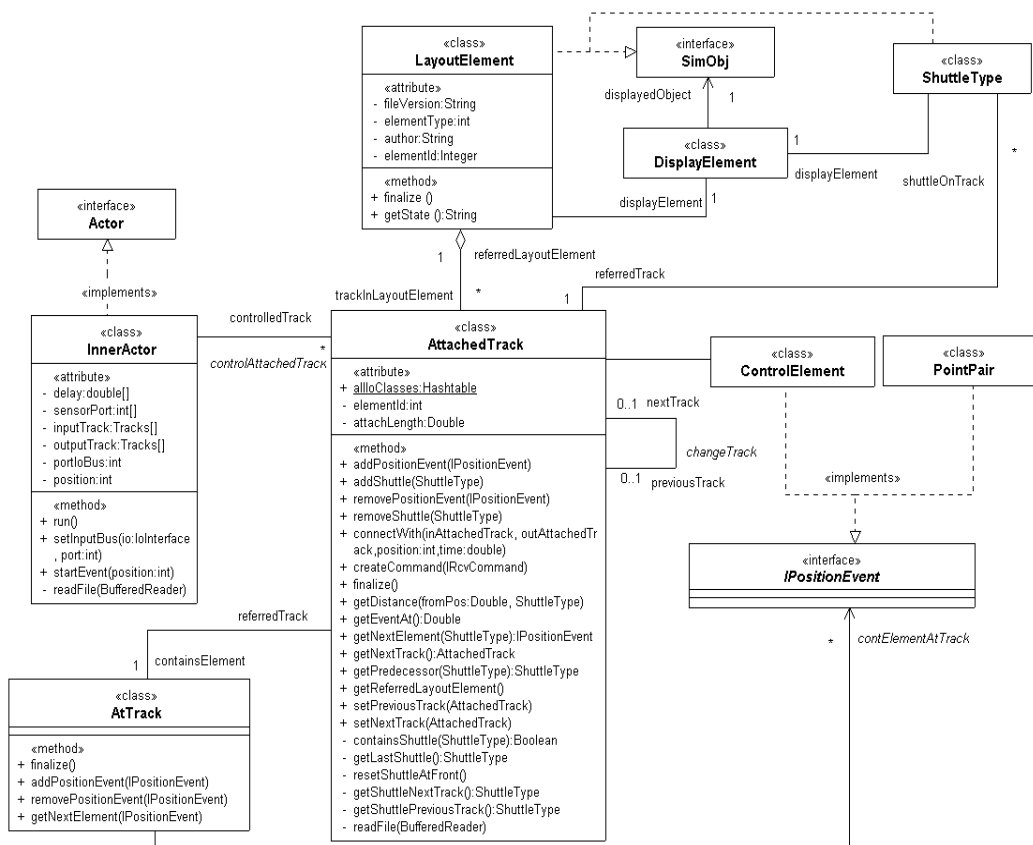 «class»
LayoutElement
«attribute»
- fileVersion:String
- elementType:int
- author:String
- elementId:Integer
«method»
+ finalize ()
+ getState ():String
«interface»
SimObj
«class»
ShuttleType
displayedObject
1
«class»
DisplayElement
1
displayElement
displayElement
1
*
shuttleOnTrack
«interface»
Actor
«implements»
1
referredLayoutElement
trackInLayoutElement
*
referredTrack
1
controlledTrack
*
controlAttachedTrack
«class»
InnerActor
«attribute»
- delay:double[]
- sensorPort:int[]
- inputTrack:Tracks[]
- outputTrack:Tracks[]
- portIoBus:int
- position:int
«method»
+ run()
+ setInputBus(io:IoInterface
, port:int)
+ startEvent(position:int)
- readFile(BufferedReader)
«class»
AttachedTrack
«attribute»
+ allIoClasses:Hashtable
- elementId:int
- attachLength:Double
«method»
+ addPositionEvent(IPositionEvent)
+ addShuttle(ShuttleType)
+ removePositionEvent(IPositionEvent)
+ removeShuttle(ShuttleType)
+ connectWith(inAttachedTrack, outAttachedTr
ack,position:int,time:double)
+ createCommand(IRcvCommand)
+ finalize()
+ getDistance(fromPos:Double, ShuttleType)
+ getEventAt():Double
+ getNextElement(ShuttleType):IPositionEvent
+ getNextTrack():AttachedTrack
+ getPredecessor(ShuttleType):ShuttleType
+ getReferredLayoutElement()
+ setPreviousTrack(AttachedTrack)
+ setNextTrack(AttachedTrack)
- containsShuttle(ShuttleType):Boolean
- getLastShuttle():ShuttleType
- resetShuttleAtFront()
- getShuttleNextTrack():ShuttleType
- getShuttlePreviousTrack():ShuttleType
- readFile(BufferedReader)
«class»
ControlElement
«class»
PointPair
0..1
nextTrack
changeTrack
0..1
previousTrack
«implements»
«interface»
IPositionEvent
*
contElementAtTrack
referredTrack
1
containsElement
«class»
AtTrack
«method»
+ finalize()
+ addPositionEvent(IPositionEvent)
+ removePositionEvent(IPositionEvent)
+ getNextElement(IPositionEvent)